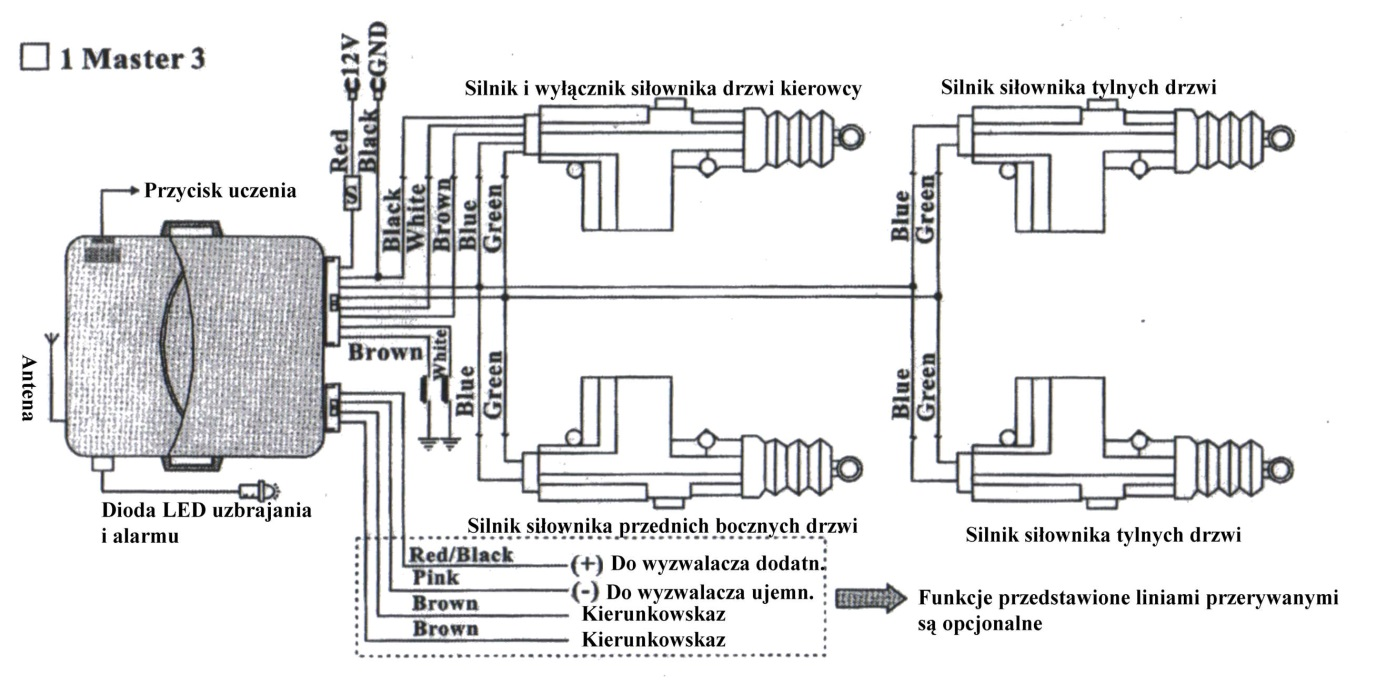 1 Master 3
12V
GND
Red
Black
Silnik i wyłącznik siłownika drzwi kierowcy
Silnik siłownika tylnych drzwi
Przycisk uczenia
Black
White
Brown
Blue
Green
Blue
Green
Antena
Brown
White
Blue
Green
Blue
Green
Dioda LED uzbrajania
i alarmu
Silnik siłownika przednich bocznych drzwi
Silnik siłownika tylnych drzwi
Red/Black (+) Do wyzwalacza dodatn.
Pink (-) Do wyzwalacza ujemn.
Brown Kierunkowskaz
Brown Kierunkowskaz
Funkcje przedstawione liniami przerywanymi
są opcjonalne